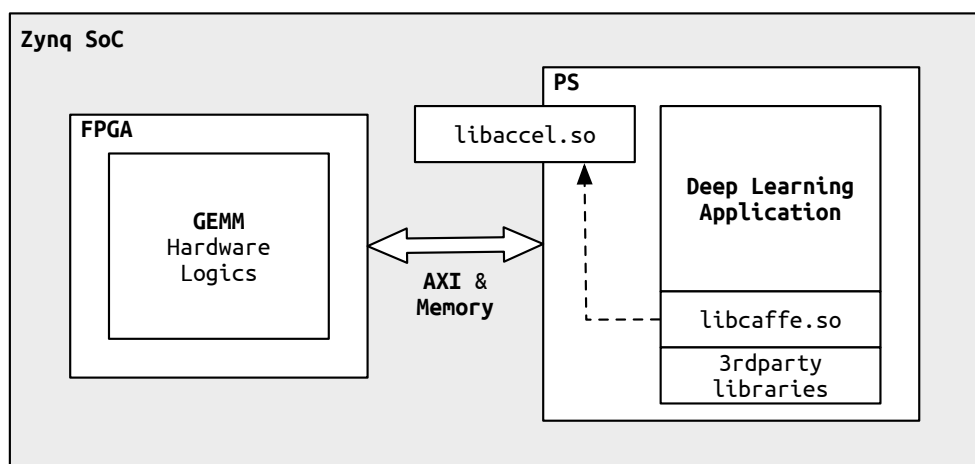 Zynq SoC
FPGA
GEMM
Hardware
Logics
AXI &
Memory
PS
libaccel.so
Deep Learning
Application
libcaffe.so
3rdparty
libraries